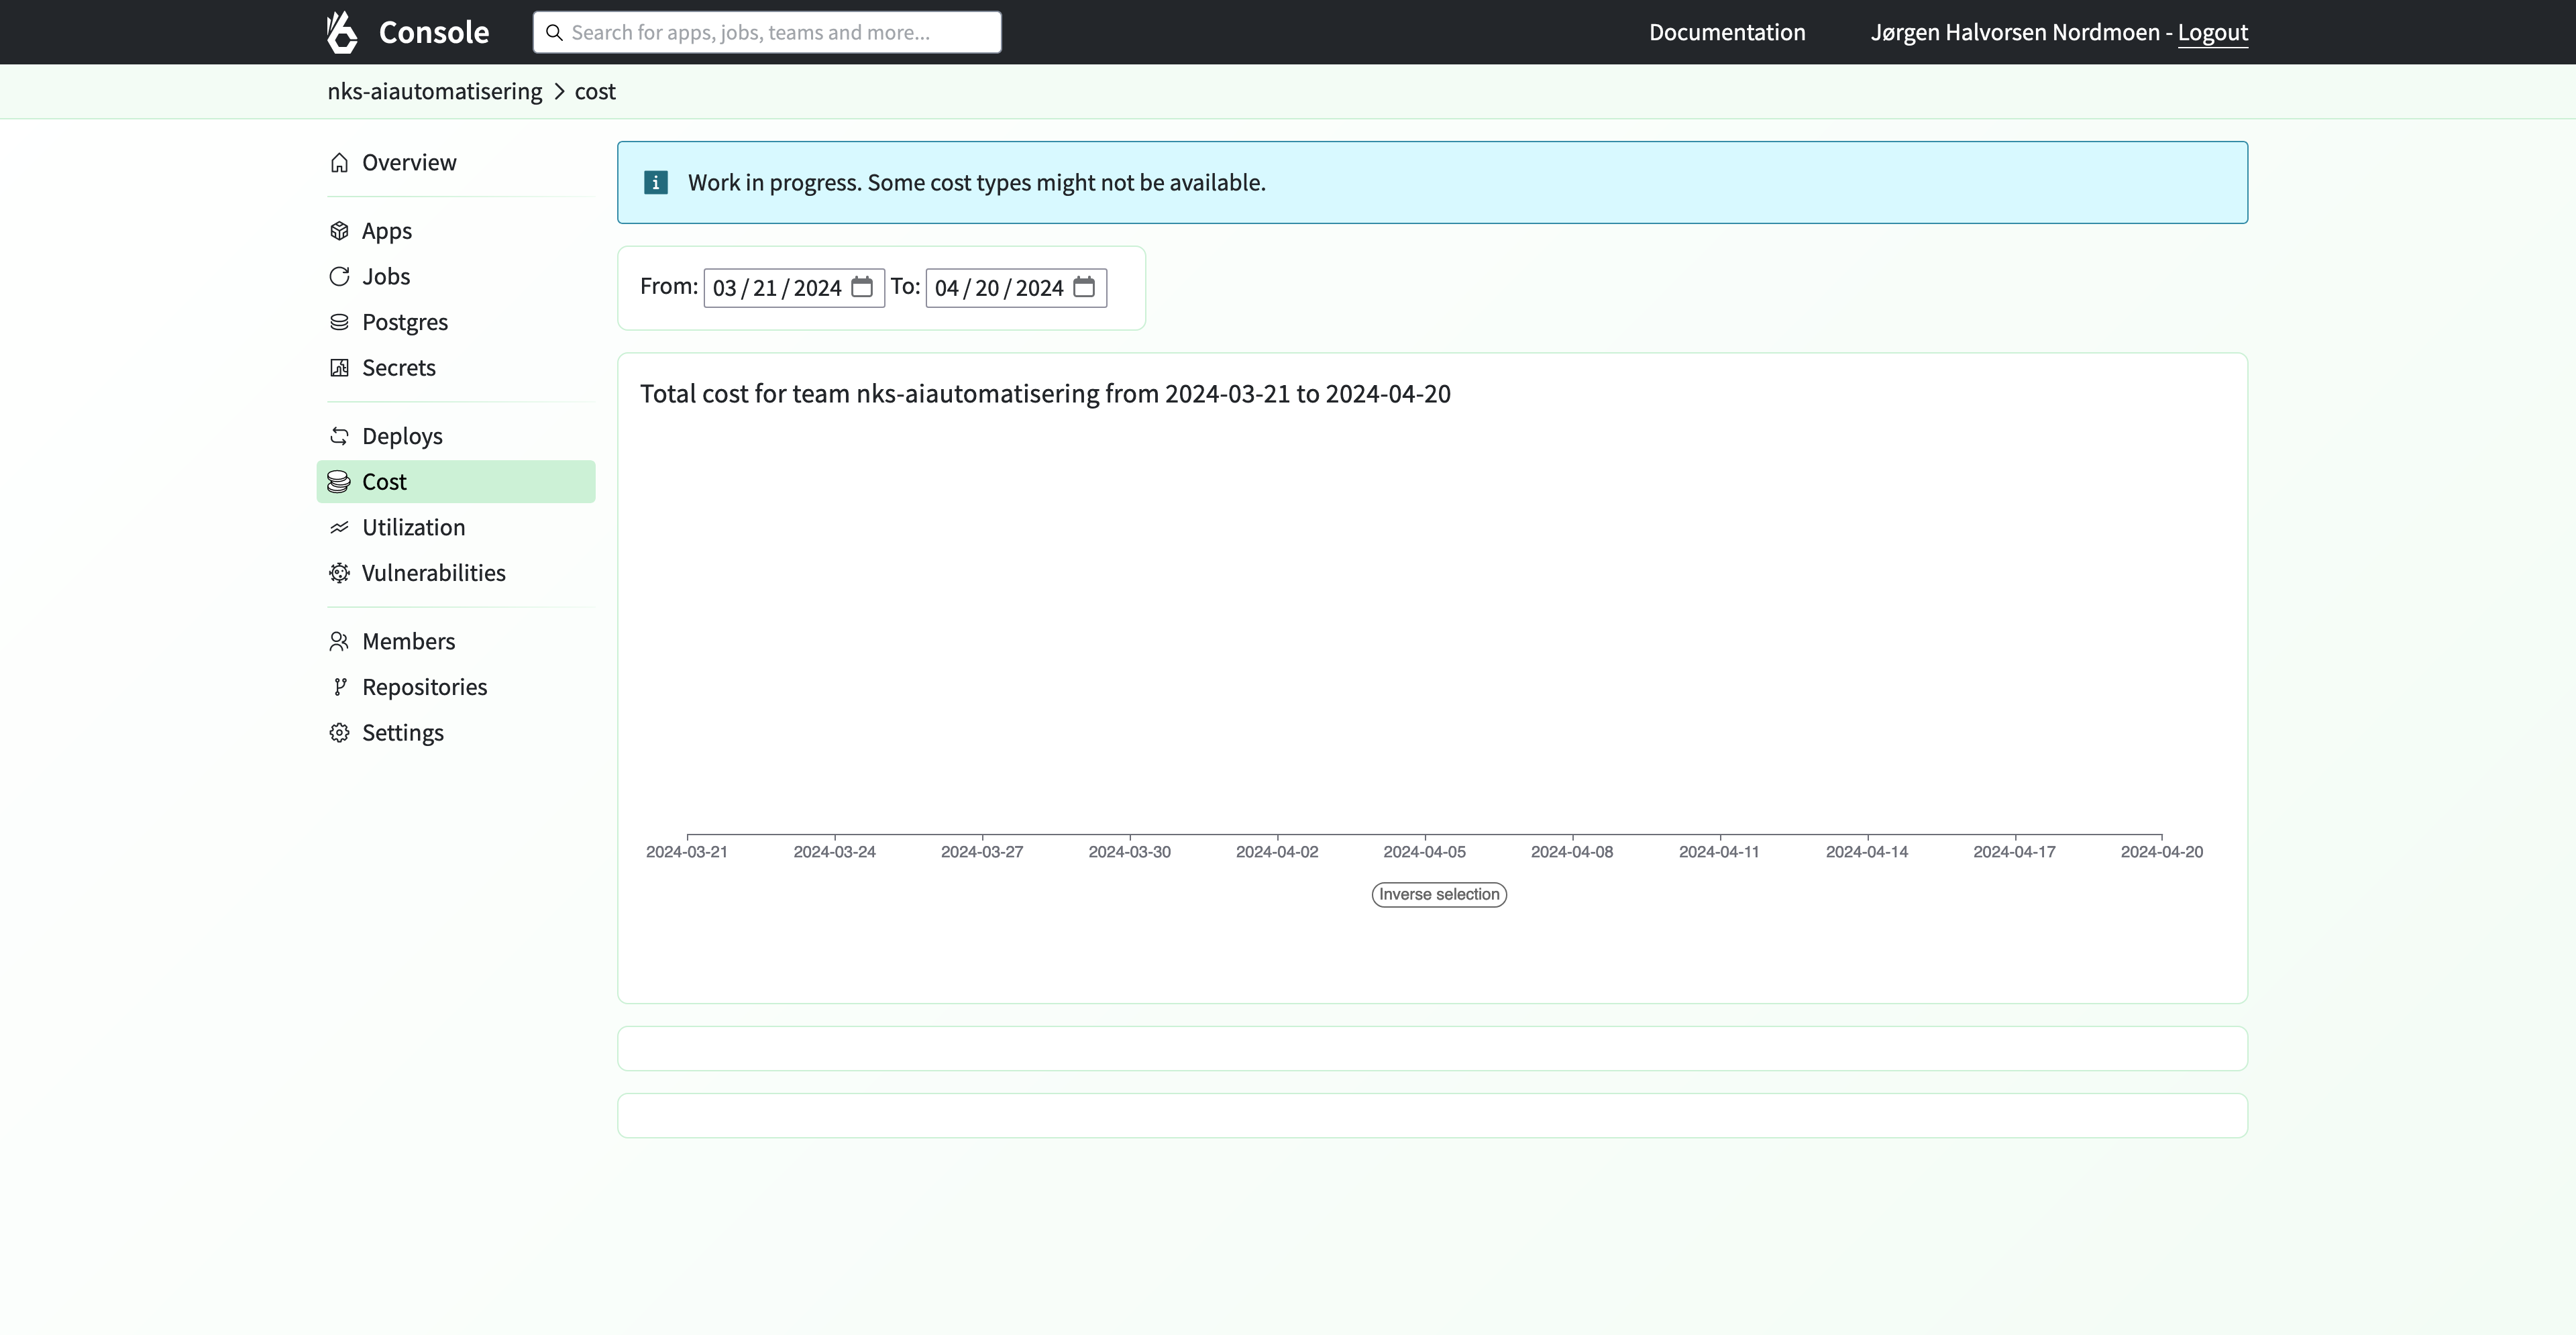 Console
Search for apps, jobs, teams and more...
Documentation
Jørgen Halvorsen Nordmoen - Logout
nks-aiautomatisering > cost
Overview
Apps
Jobs
Postgres
Secrets
Deploys
Cost
Utilization
Vulnerabilities
Members
Repositories
Settings
Work in progress. Some cost types might not be available.
From: 03/21/2024 To: 04/20/2024
Total cost for team nks-aiautomatisering from 2024-03-21 to 2024-04-20
2024-03-21 2024-03-24 2024-03-27 2024-03-30 2024-04-02 2024-04-05 2024-04-08 2024-04-11 2024-04-14 2024-04-17 2024-04-20
Inverse selection